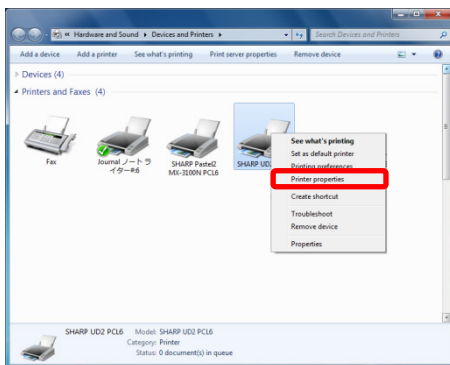 « Hardware and Sound ▸ Devices and Printers ▸
Search Devices and Printers
Add a device Add a printer See what's printing Print server properties Remove device
Devices (4)
Printers and Faxes (4)
Fax
Journal ノート ラ
イター#6
SHARP Pastel2
MX-3100N PCL6
SHARP UD2
See what's printing
Set as default printer
Printing preferences
Printer properties
Create shortcut
Troubleshoot
Remove device
Properties
SHARP UD2 PCL6 Model: SHARP UD2 PCL6
Category: Printer
Status: 0 document(s) in queue